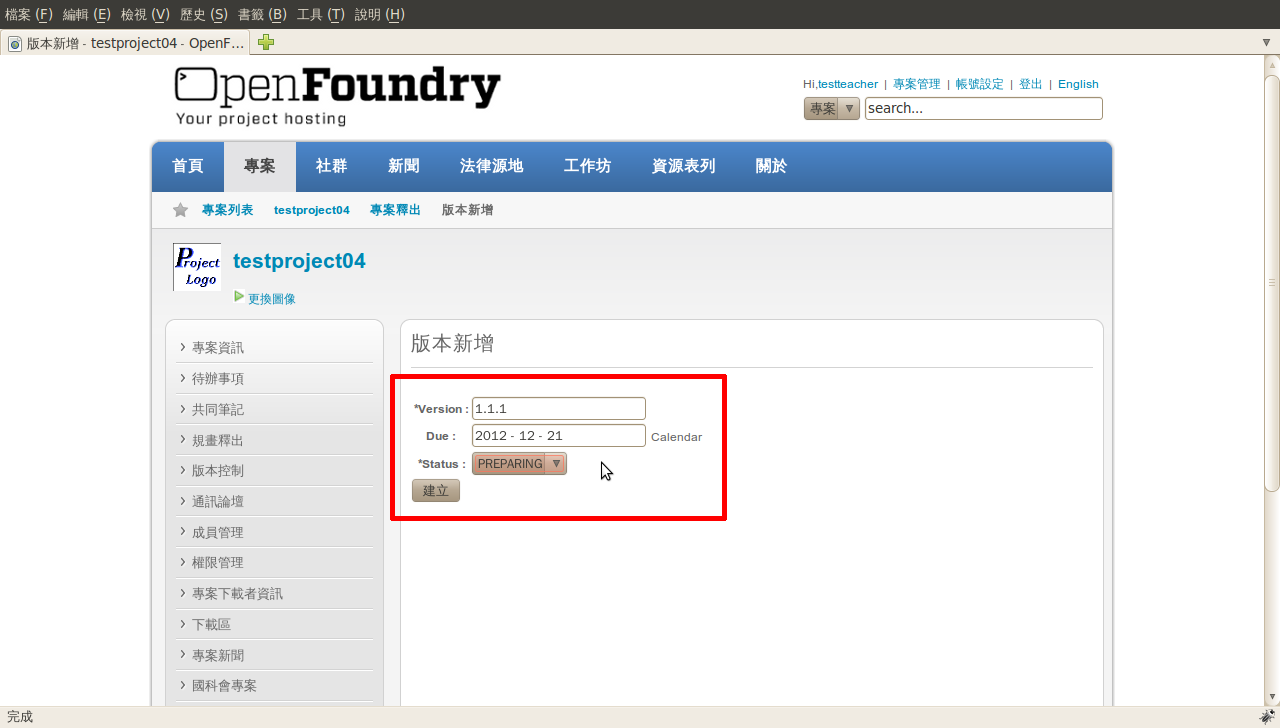 檔案 (F) 編輯 (E) 檢視 (V) 歷史 (S) 書籤 (B) 工具 (T) 說明 (H)
版本新增 - testproject04 - OpenF...
OpenFoundry
Your project hosting
Hi,testteacher | 專案管理 | 帳號設定 | 登出 | English
專案 search...
首頁 專案 社群 新聞 法律源地 工作坊 資源表列 關於
專案列表 testproject04 專案釋出 版本新增
Project Logo
testproject04
更換圖像
專案資訊
待辦事項
共同筆記
規畫釋出
版本控制
通訊論壇
成員管理
權限管理
專案下載者資訊
下載區
專案新聞
國科會專案
版本新增
*Version : 1.1.1
Due : 2012 - 12 - 21 Calendar
*Status : PREPARING
建立
完成